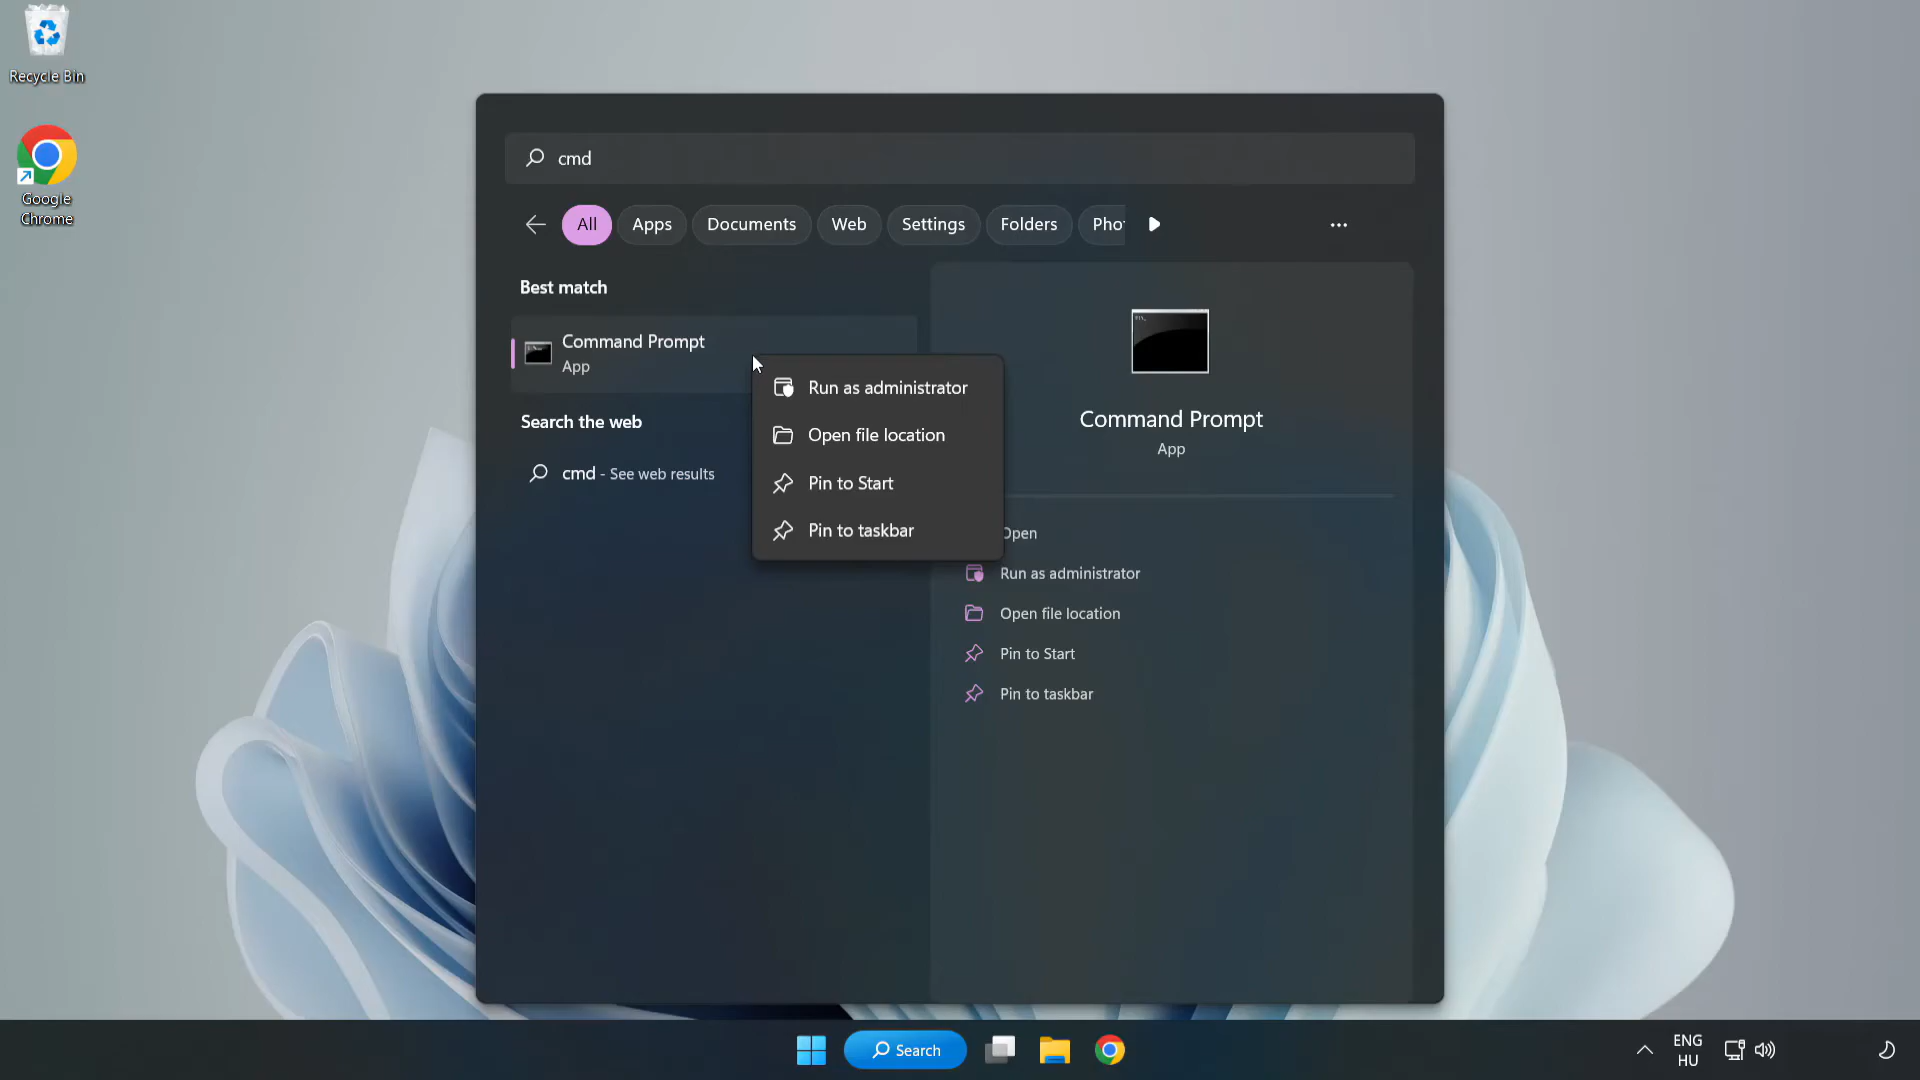 Recycle Bin
Google
Chrome
cmd
All
Apps
Documents
Web
Settings
Folders
Pho
Best match
Command Prompt
App
Search the web
cmd - See web results
Run as administrator
Open file location
Pin to Start
Pin to taskbar
Command Prompt
App
Open
Run as administrator
Open file location
Pin to Start
Pin to taskbar
Search
ENG
HU